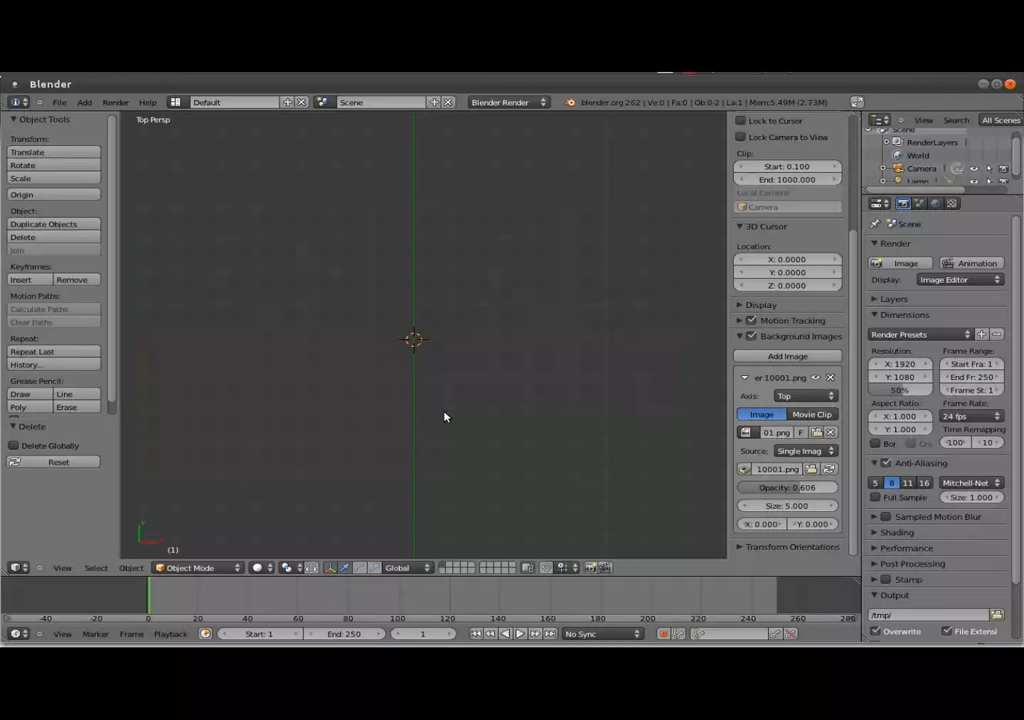 Blender
File Add Render Help Default Scene Blender Render blender.org 262 | Ve:0 | Fa:0 | Ob:0-2 | La:1 | Mem:5.49M (2.73M)
View Search All Scenes
Object Tools
Transform:
Translate
Rotate
Scale
Origin
Object:
Duplicate Objects
Delete
Join
Keyframes:
Insert Remove
Motion Paths:
Calculate Paths
Clear Paths
Repeat:
Repeat Last
History...
Grease Pencil:
Draw Line
Poly Erase
Delete
Delete Globally
Reset
Top Persp
(1)
Lock to Cursor
Lock Camera to View
Clip:
Start: 0.100
End: 1000.000
Local Camera:
Camera
3D Cursor
Location:
X: 0.0000
Y: 0.0000
Z: 0.0000
Display
Motion Tracking
Background Images
Add Image
er 10001.png
Axis: Top
Image Movie Clip
01.png F
Source: Single Imag
10001.png
Opacity: 0.606
Size: 5.000
X: 0.000 Y: 0.000
Transform Orientations
Scene
RenderLayers
World
Camera
Lamp
Scene
Render
Image Animation
Display: Image Editor
Layers
Dimensions
Render Presets
Resolution: Frame Range:
X: 1920 Start Fra: 1
Y: 1080 End Fr: 250
50% Frame St: 1
Aspect Ratio: Frame Rate:
X: 1.000 24 fps
Y: 1.000 Time Remapping
Bor Cro 100 10
Anti-Aliasing
5 8 11 16 Mitchell-Net
Full Sample Size: 1.000
Sampled Motion Blur
Shading
Performance
Post Processing
Stamp
Output
/tmp/
Overwrite File Extensi
View Select Object Object Mode Global
-40 -20 0 20 40 60 80 100 120 140 160 180 200 220 240 260 280
View Marker Frame Playback Start: 1 End: 250 1 No Sync